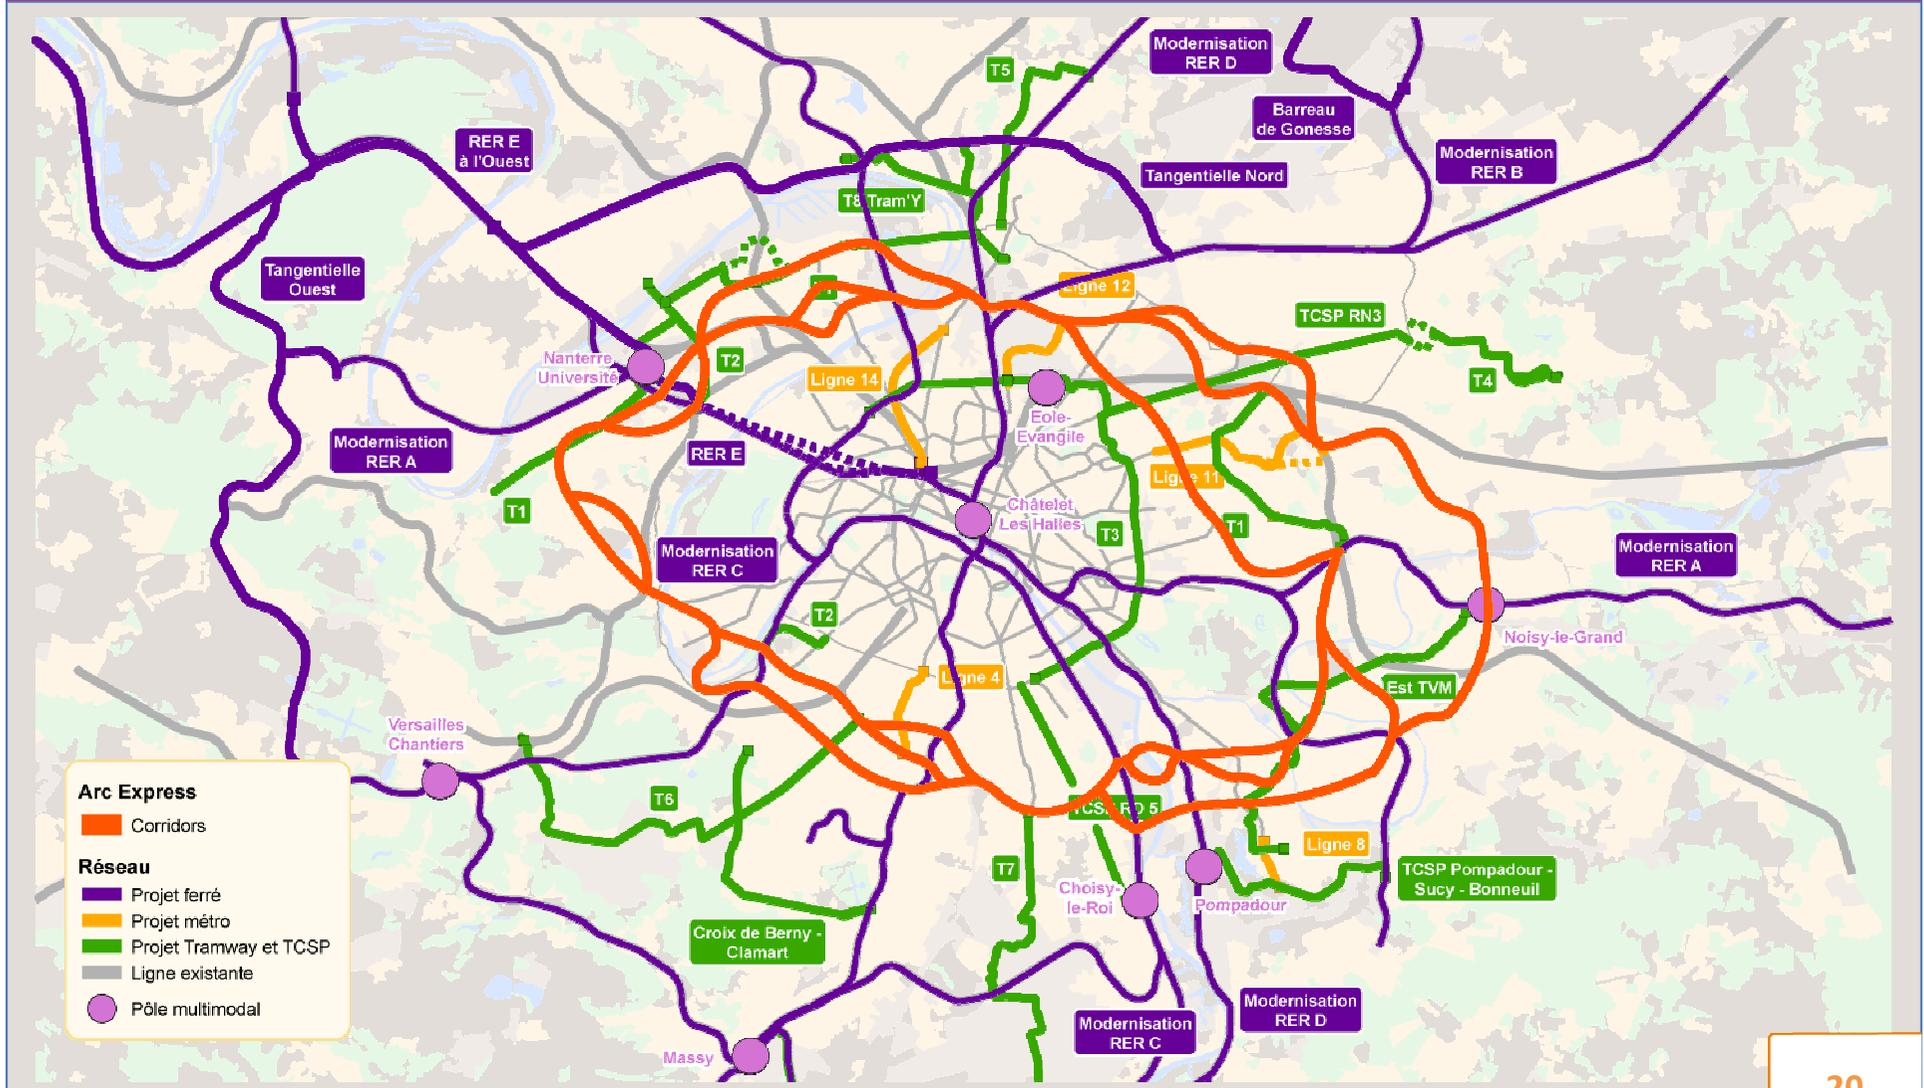 Modernisation
RER D
T5
Barreau
de Gonesse
RER E
à l'Ouest
Modernisation
RER B
Tangentielle Nord
T8 Tram'Y
Tangentielle
Ouest
Ligne 12
TCSP RN3
Nanterre
Université
T2
Ligne 14
T4
Eole-
Evangile
Modernisation
RER A
RER E
Ligne 11
T1
Châtelet
Les Halles
T3
T1
Modernisation
RER C
Modernisation
RER A
T2
Noisy-le-Grand
Ligne 4
Est TVM
Versailles
Chantiers
Arc Express
Corridors
Réseau
Projet ferré
Projet métro
Projet Tramway et TCSP
Ligne existante
Pôle multimodal
T6
TCSP RD 5
Ligne 8
T7
TCSP Pompadour -
Sucy - Bonneuil
Choisy-
le-Roi
Pompadour
Croix de Berny -
Clamart
Modernisation
RER D
Modernisation
RER C
Massy
20